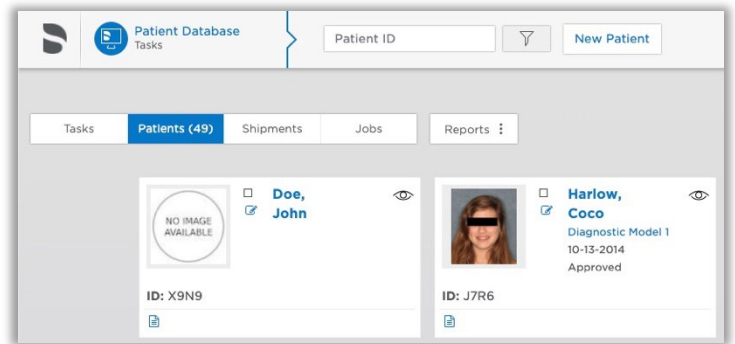 Patient Database
Tasks
Patient ID
New Patient
Tasks
Patients (49)
Shipments
Jobs
Reports
NO IMAGE
AVAILABLE
Doe,
John
ID: X9N9
Harlow,
Coco
Diagnostic Model 1
10-13-2014
Approved
ID: J7R6